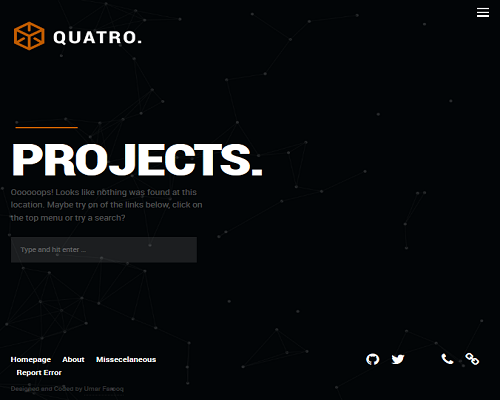 QUATRO.
PROJECTS.
Oooooops! Looks like nothing was found at this
location. Maybe try pn of the links below, click on
the top menu or try a search?
Type and hit enter ...
Homepage About Missecelaneous
Report Error
Designed and Coded by Umar Farooq